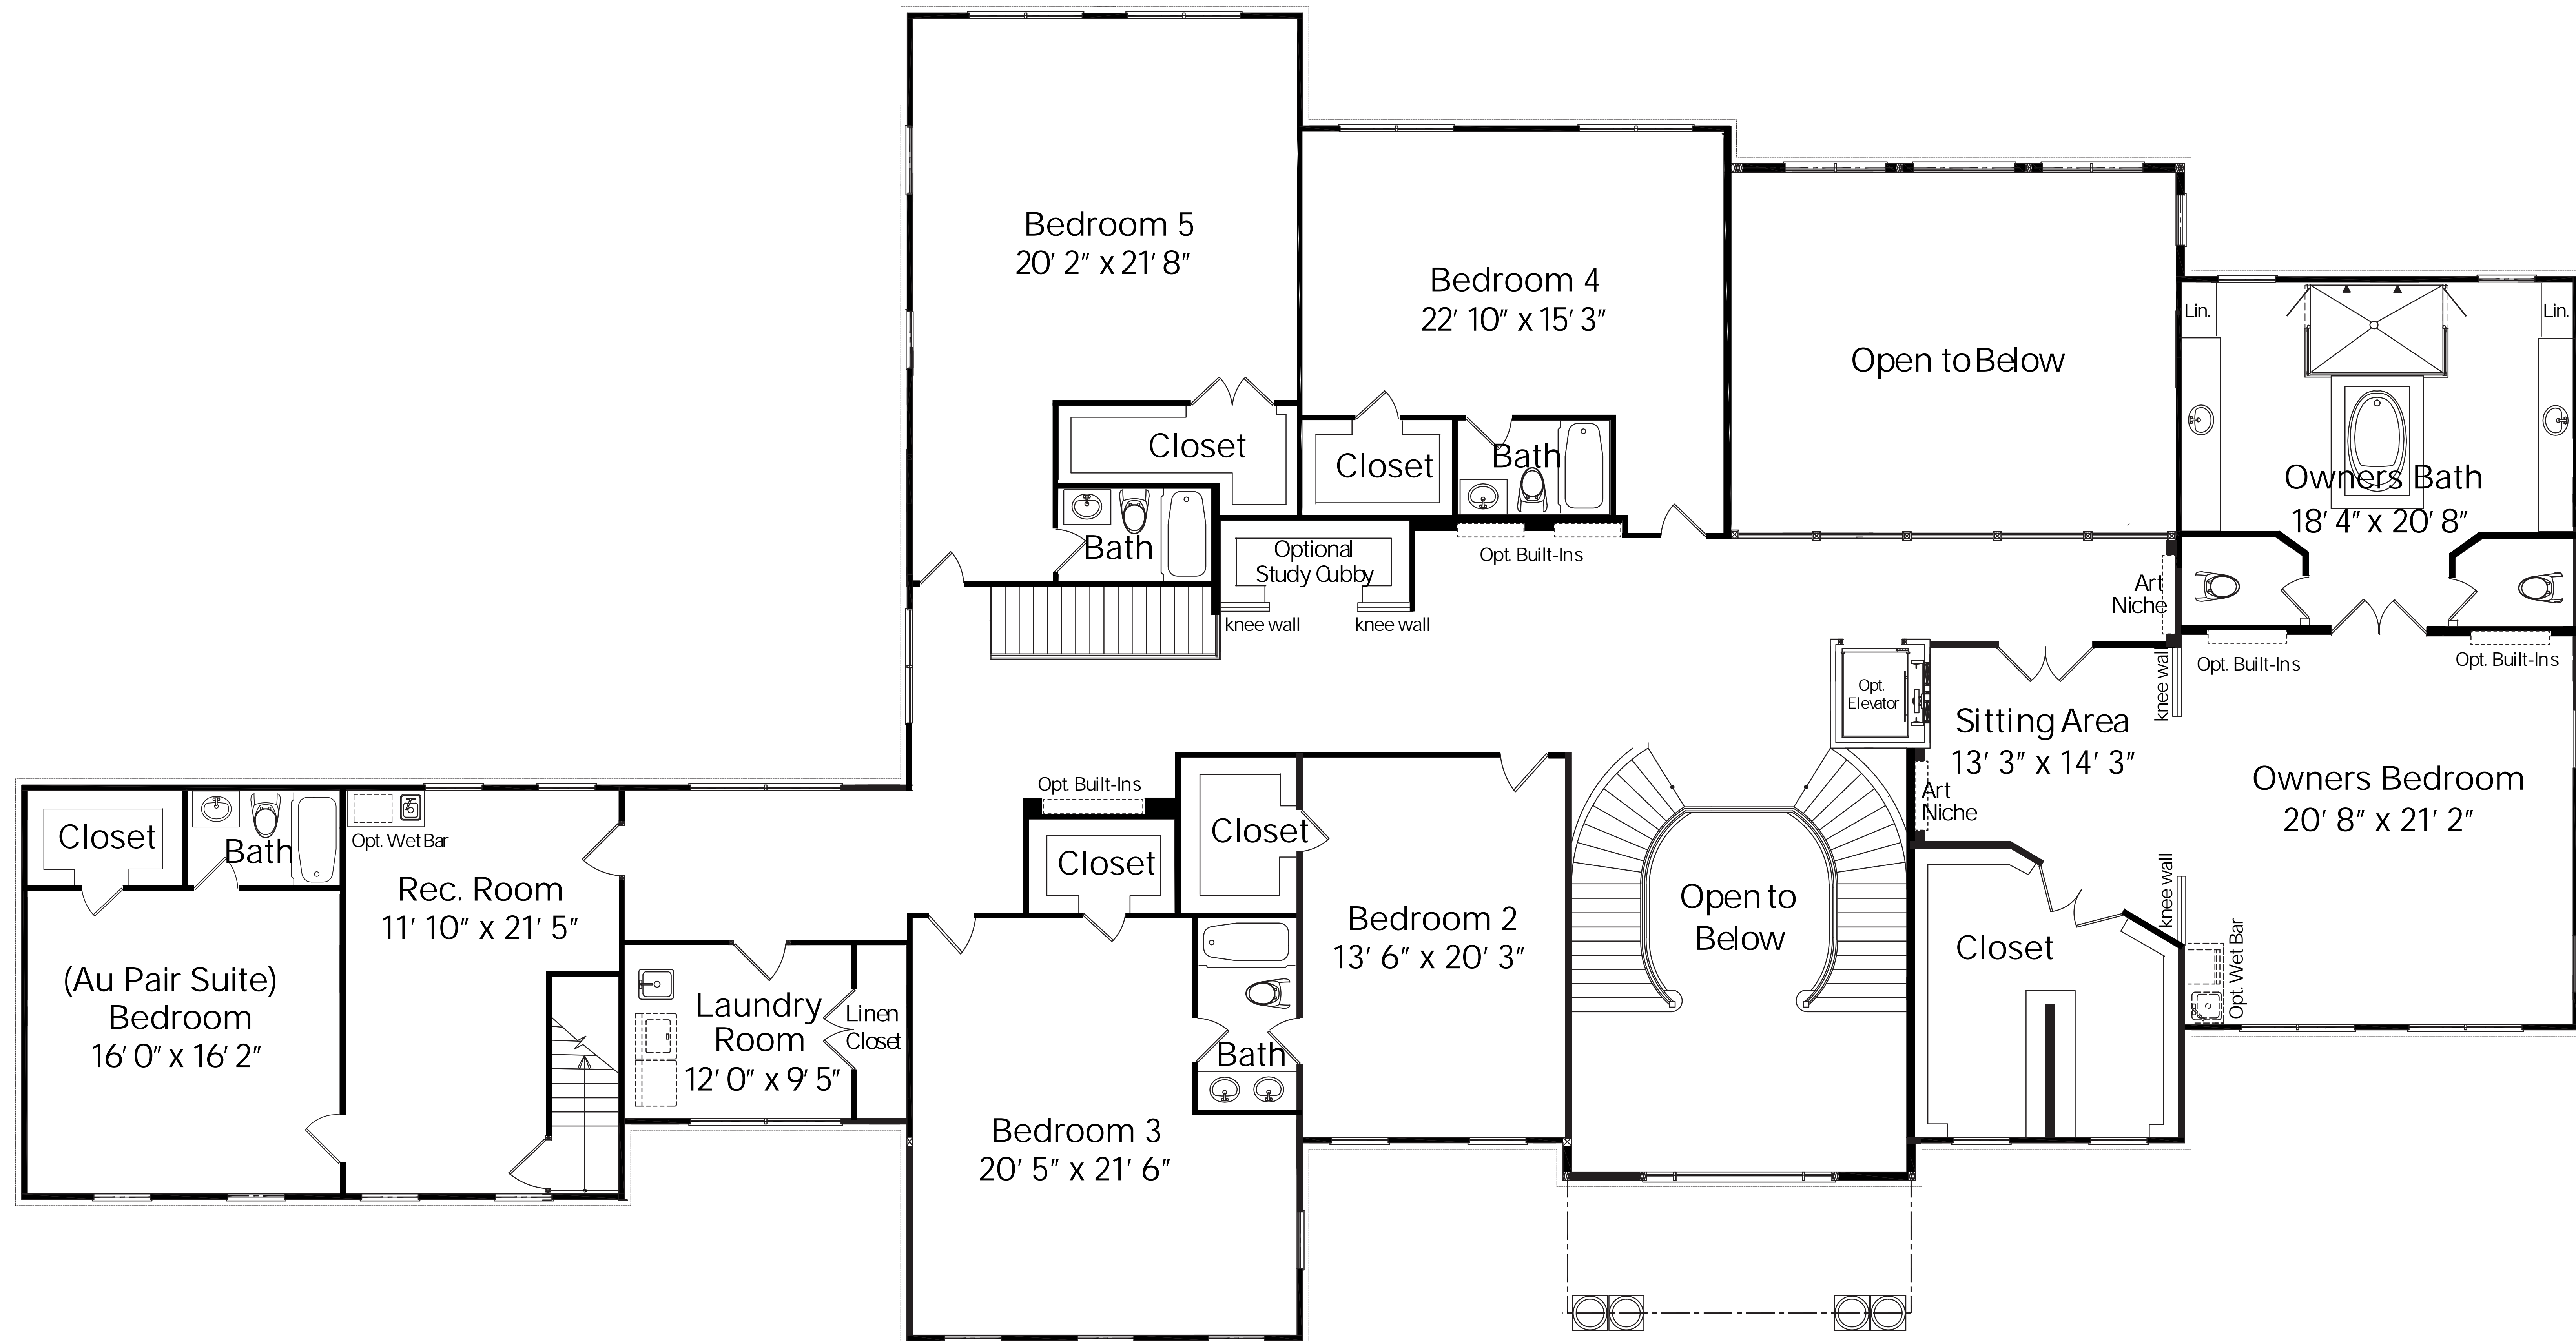 Bedroom 5
20' 2" x 21' 8"
Bedroom 4
22' 10" x 15' 3"
Open to Below
Lin.
Lin.
Closet
Closet
Bath
Owners Bath
18' 4" x 20' 8"
Bath
Optional
Study Cubby
Opt. Built-Ins
knee wall
knee wall
Art
Niche
Opt. Built-Ins
Opt. Built-Ins
knee wall
Opt.
Elevator
Sitting Area
13' 3" x 14' 3"
Owners Bedroom
20' 8" x 21' 2"
Art
Niche
Opt. Built-Ins
Closet
Bath
Opt. Wet Bar
Closet
Closet
Rec. Room
11' 10" x 21' 5"
knee wall
Open to
Below
Bedroom 2
13' 6" x 20' 3"
Closet
Opt. Wet Bar
(Au Pair Suite)
Bedroom
16' 0" x 16' 2"
Laundry
Room
12' 0" x 9' 5"
Linen
Closet
Bath
Bedroom 3
20' 5" x 21' 6"